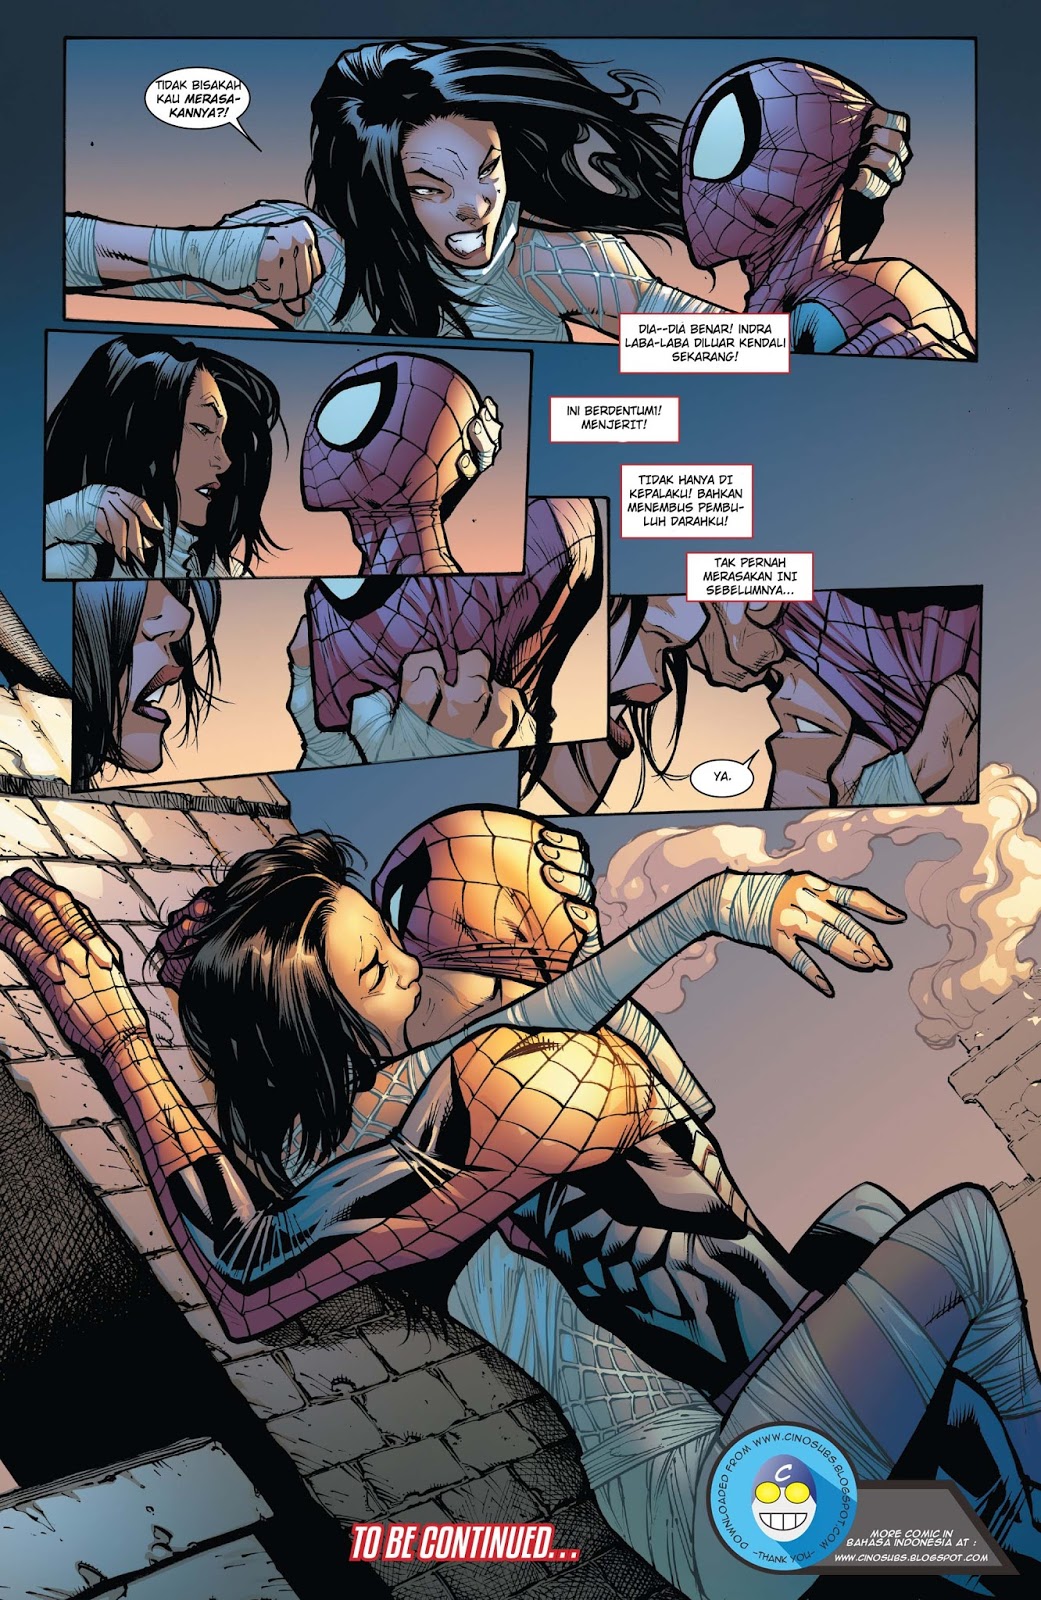 TIDAK BISAKAH
KAU MERASA-
KANNYA?!
DIA--DIA BENAR! INDRA
LABA-LABA DILUAR KENDALI
SEKARANG!
INI BERDENTUM!
MENJERIT!
TIDAK HANYA DI
KEPALAKU! BAHKAN
MENEMBUS PEMBU-
LUH DARAHKU!
TAK PERNAH
MERASAKAN INI
SEBELUMNYA...
YA.
TO BE CONTINUED...
DOWNLOADED FROM WWW.CINOSUBS.BLOGSPOT.COM
C
-THANK YOU-
MORE COMIC IN
BAHASA INDONESIA AT :
WWW.CINOSUBS.BLOGSPOT.COM